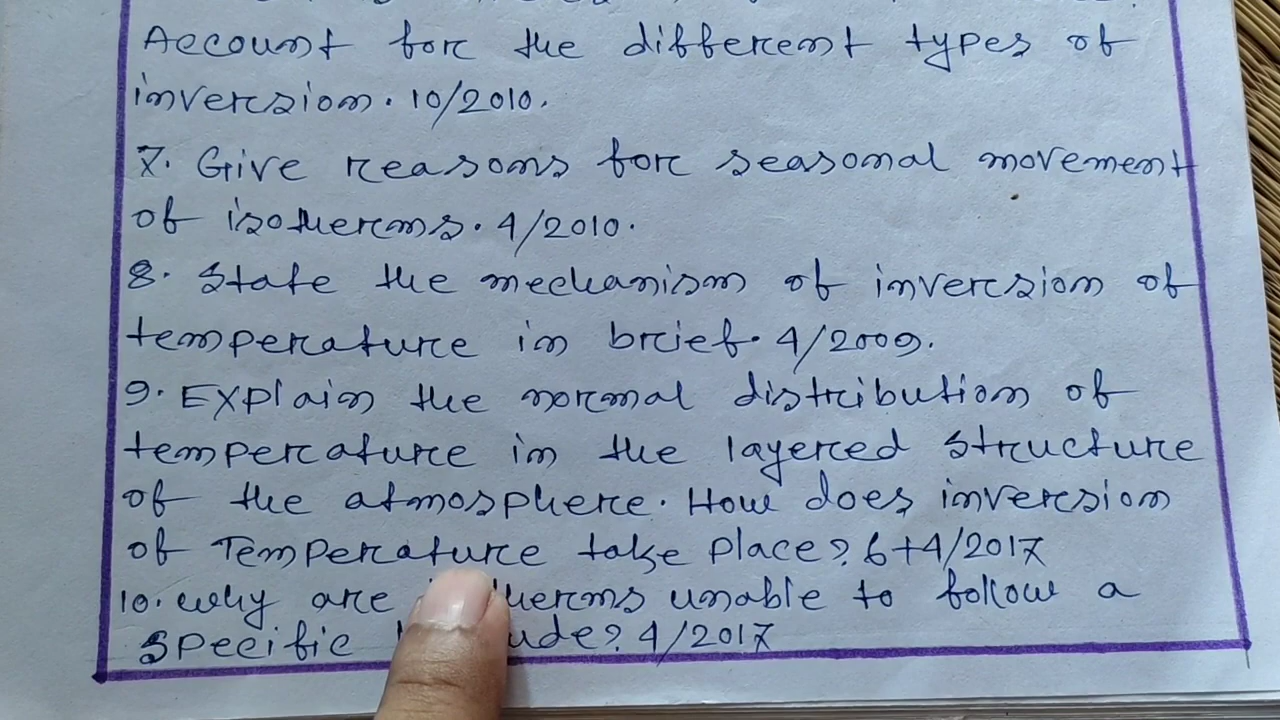 Account for the different types of
inversion. 10/2010.
7. Give reasons for seasonal movement
of isotherms. 4/2010.
8. State the mechanism of inversion of
temperature in brief. 4/2009.
9. Explain the normal distribution of
temperature in the layered structure
of the atmosphere. How does inversion
of Temperature take place? 6+4/2017
10. why are therms unable to follow a
specific ude? 4/2017